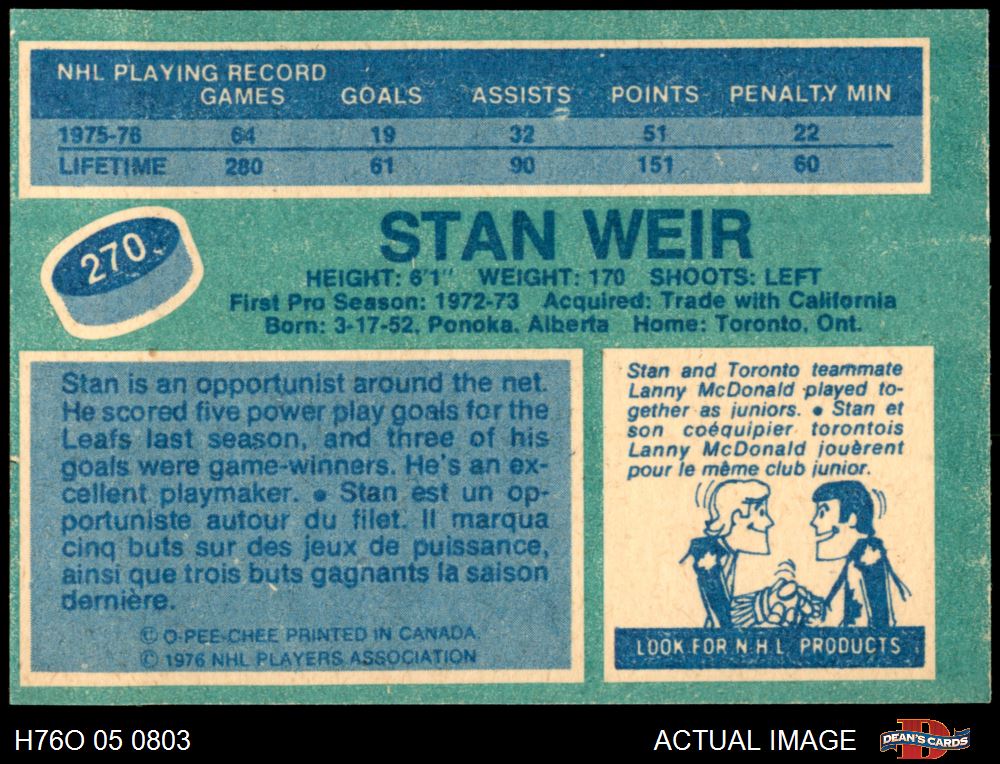 NHL PLAYING RECORD
GAMES GOALS ASSISTS POINTS PENALTY MIN
1975-76 64 19 32 51 22
LIFETIME 280 61 90 151 60
270
STAN WEIR
HEIGHT: 6'1" WEIGHT: 170 SHOOTS: LEFT
First Pro Season: 1972-73 Acquired: Trade with California
Born: 3-17-52, Ponoka, Alberta Home: Toronto, Ont.
Stan is an opportunist around the net.
He scored five power play goals for the
Leafs last season, and three of his
goals were game-winners. He's an ex-
cellent playmaker. ● Stan est un op-
portuniste autour du filet. Il marqua
cinq buts sur des jeux de puissance,
ainsi que trois buts gagnants la saison
dernière.
© O-PEE-CHEE PRINTED IN CANADA
© 1976 NHL PLAYERS ASSOCIATION
Stan and Toronto teammate
Lanny McDonald played to-
gether as juniors. ● Stan et
son coéquipier torontois
Lanny McDonald jouèrent
pour le même club junior.
LOOK FOR N.H.L. PRODUCTS
H76O 05 0803
ACTUAL IMAGE
DEAN'S CARDS